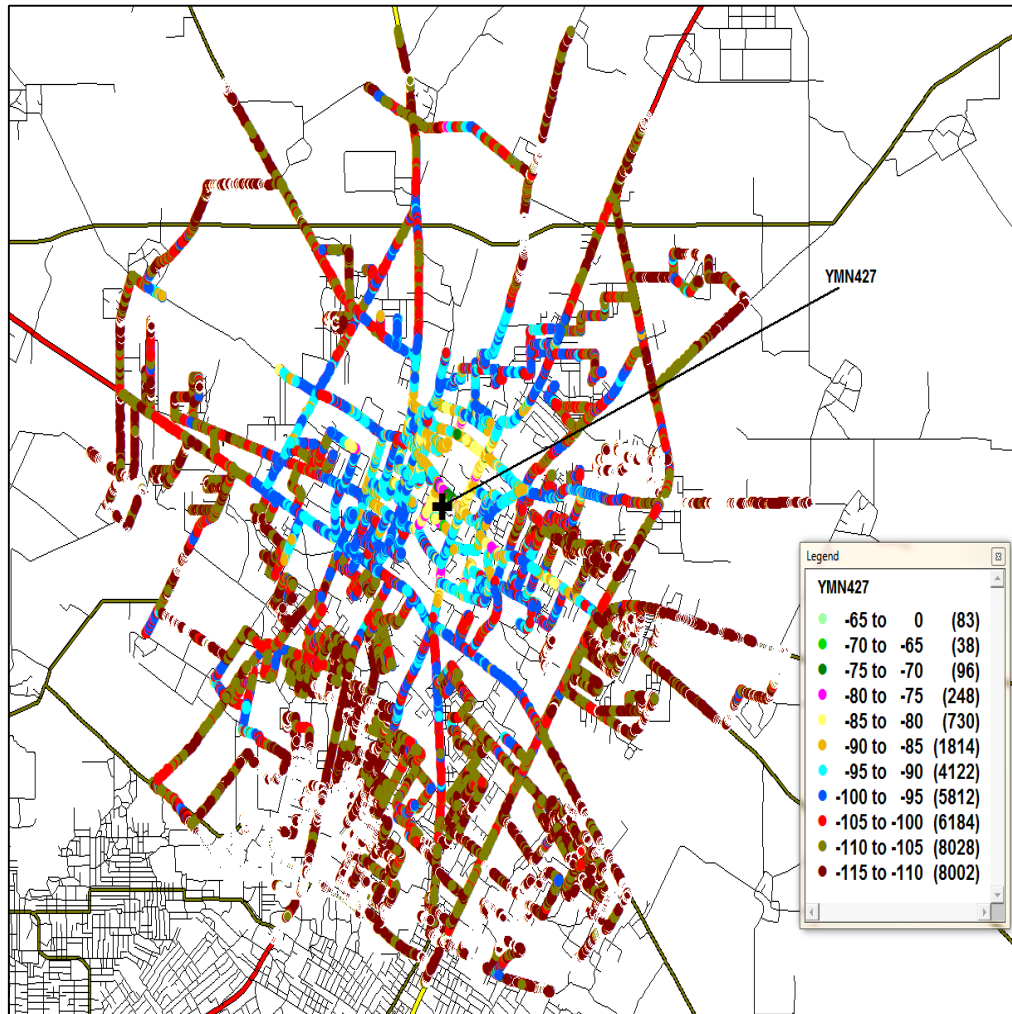 YMN427
Legend
YMN427
-65 to 0 (83)
-70 to -65 (38)
-75 to -70 (96)
-80 to -75 (248)
-85 to -80 (730)
-90 to -85 (1814)
-95 to -90 (4122)
-100 to -95 (5812)
-105 to -100 (6184)
-110 to -105 (8028)
-115 to -110 (8002)